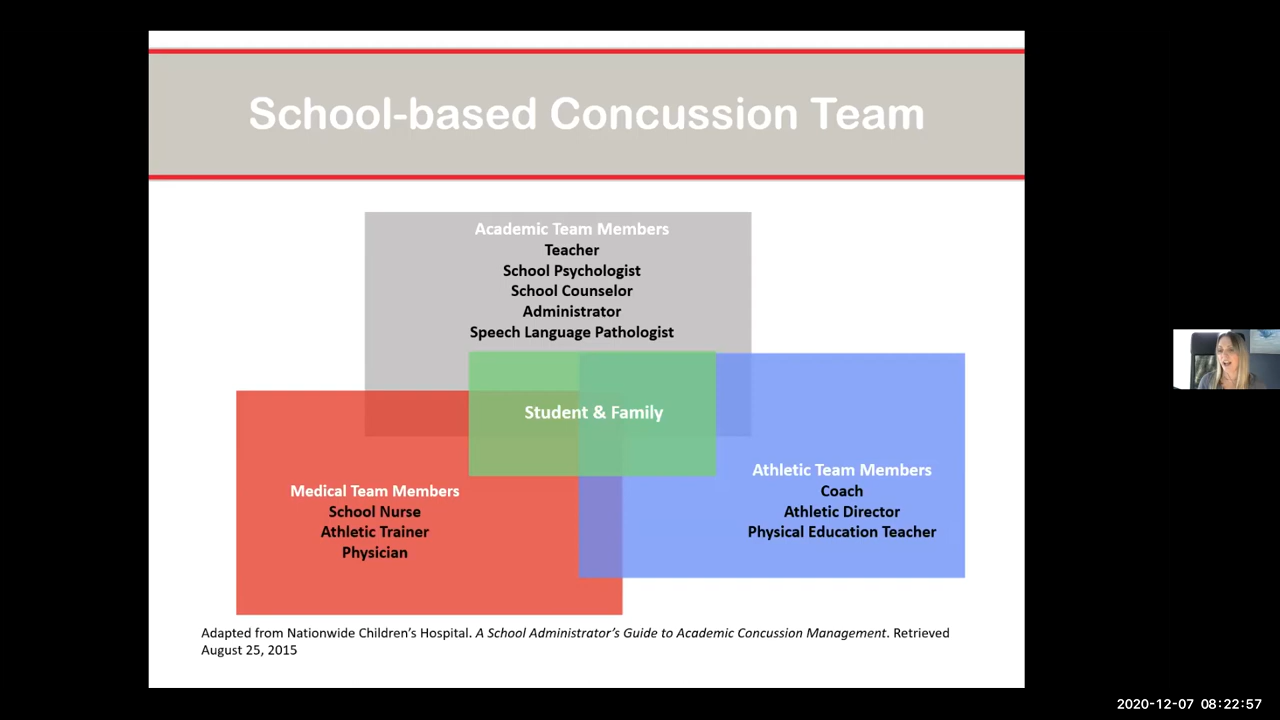 School-based Concussion Team
Academic Team Members
Teacher
School Psychologist
School Counselor
Administrator
Speech Language Pathologist
Student & Family
Medical Team Members
School Nurse
Athletic Trainer
Physician
Athletic Team Members
Coach
Athletic Director
Physical Education Teacher
Adapted from Nationwide Children’s Hospital. A School Administrator’s Guide to Academic Concussion Management. Retrieved
August 25, 2015
2020-12-07 08:22:57